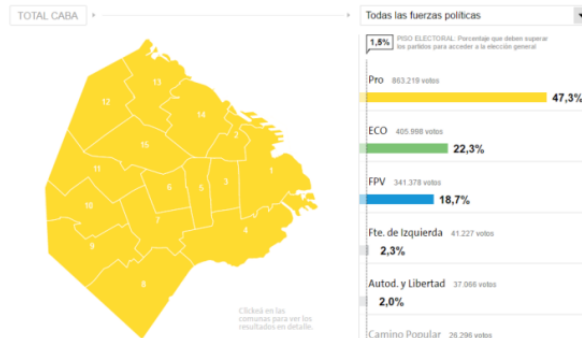 TOTAL CABA
Todas las fuerzas políticas
1,5% PISO ELECTORAL: Porcentaje que deben superar
los partidos para acceder a la elección general
Pro 863.219 votos
47,3%
ECO 405.998 votos
22,3%
FPV 341.378 votos
18,7%
Fte. de Izquierda 41.227 votos
2,3%
Autod. y Libertad 37.066 votos
2,0%
Camino Popular 26.296 votos
12
13
14
2
15
11
1
6
5
3
10
7
9
4
8
Clickeá en las
comunas para ver los
resultados en detalle.